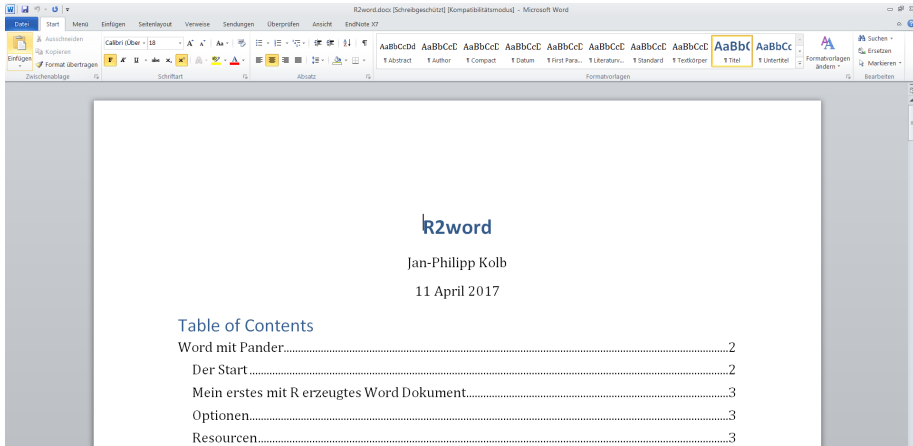 R2word.docx [Schreibgeschützt] [Kompatibilitätsmodus] - Microsoft Word
Datei Start Menü Einfügen Seitenlayout Verweise Sendungen Überprüfen Ansicht EndNote X7
Einfügen
Ausschneiden
Kopieren
Format übertragen
Zwischenablage
Calibri (Über 18
F K U abc x, x²
Schriftart
Absatz
AaBbCcDd AaBbCcD AaBbCcD AaBbCcD AaBbCcD AaBbCcD AaBbCcD AaBbCcD AaBb( AaBbCc
¶ Abstract ¶ Author ¶ Compact ¶ Datum ¶ First Para... ¶ Literaturv... ¶ Standard ¶ Textkörper ¶ Titel ¶ Untertitel
Formatvorlagen ändern
Formatvorlagen
Suchen
Ersetzen
Markieren
Bearbeiten
R2word
Jan-Philipp Kolb
11 April 2017
Table of Contents
Word mit Pander 2
Der Start 2
Mein erstes mit R erzeugtes Word Dokument 3
Optionen 3
Resourcen 3